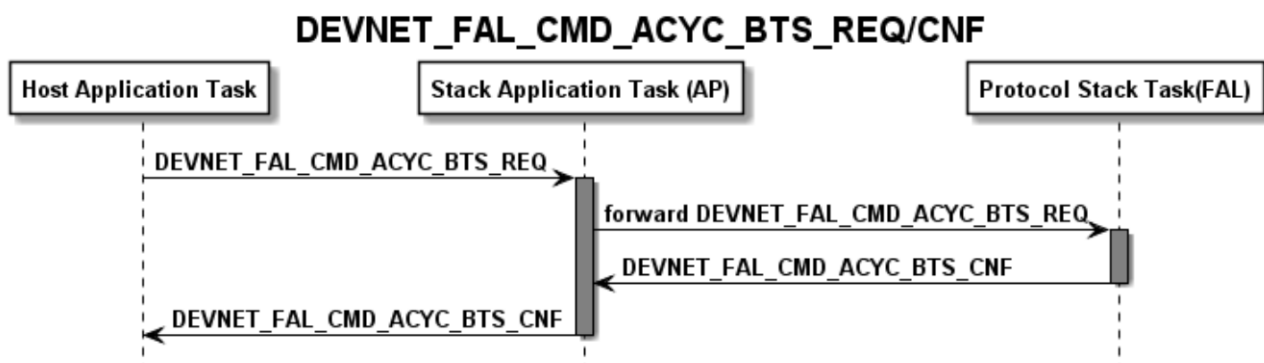 DEVNET_FAL_CMD_ACYC_BTS_REQ/CNF
Host Application Task
Stack Application Task (AP)
Protocol Stack Task(FAL)
DEVNET_FAL_CMD_ACYC_BTS_REQ
forward DEVNET_FAL_CMD_ACYC_BTS_REQ
DEVNET_FAL_CMD_ACYC_BTS_CNF
DEVNET_FAL_CMD_ACYC_BTS_CNF